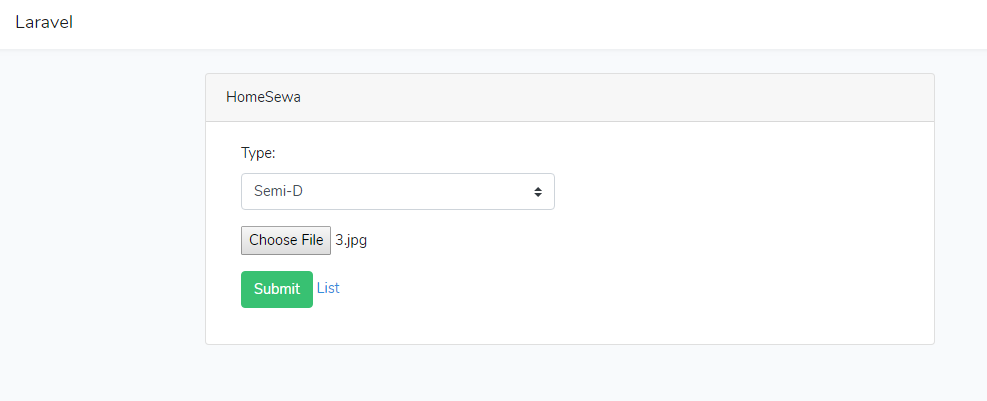 Laravel
HomeSewa
Type:
Semi-D
Choose File 3.jpg
Submit List